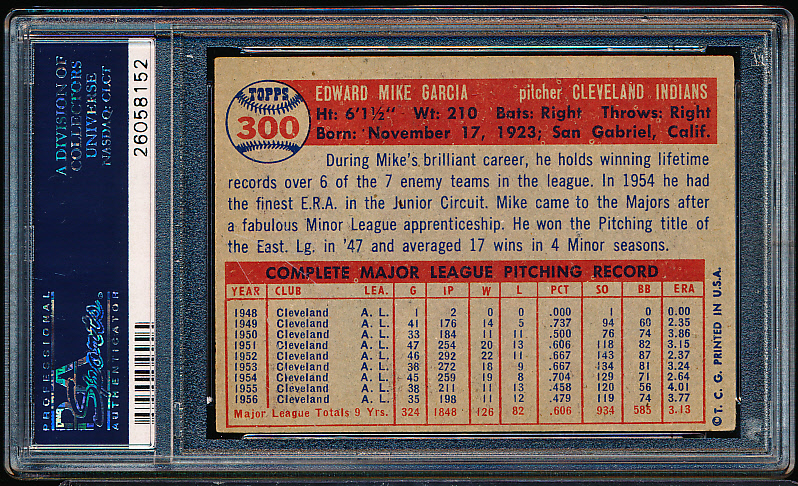 A DIVISION OF
COLLECTORS
UNIVERSE
NASDAQ: CLCT
26058152
PROFESSIONAL
PSA
Sports
AUTHENTICATOR
TOPPS
300
EDWARD MIKE GARCIA pitcher CLEVELAND INDIANS
Ht: 6'1½" Wt: 210 Bats: Right Throws: Right
Born: November 17, 1923; San Gabriel, Calif.
During Mike's brilliant career, he holds winning lifetime
records over 6 of the 7 enemy teams in the league. In 1954 he had
the finest E.R.A. in the Junior Circuit. Mike came to the Majors after
a fabulous Minor League apprenticeship. He won the Pitching title of
the East. Lg. in '47 and averaged 17 wins in 4 Minor seasons.
COMPLETE MAJOR LEAGUE PITCHING RECORD
YEAR CLUB LEA. G IP W L PCT SO BB ERA
1948 Cleveland A. L. 1 2 0 0 .000 1 0 0.00
1949 Cleveland A. L. 41 176 14 5 .737 94 60 2.35
1950 Cleveland A. L. 33 184 11 11 .500 76 74 3.86
1951 Cleveland A. L. 47 254 20 13 .606 118 82 3.15
1952 Cleveland A. L. 46 292 22 11 .667 143 87 2.37
1953 Cleveland A. L. 38 272 18 9 .667 134 81 3.24
1954 Cleveland A. L. 45 259 19 8 .704 129 71 2.64
1955 Cleveland A. L. 38 211 11 13 .458 120 56 4.01
1956 Cleveland A. L. 35 198 11 12 .479 119 74 3.77
Major League Totals 9 Yrs. 324 1848 126 82 .606 934 585 3.13
© T. C. G. PRINTED IN U.S.A.